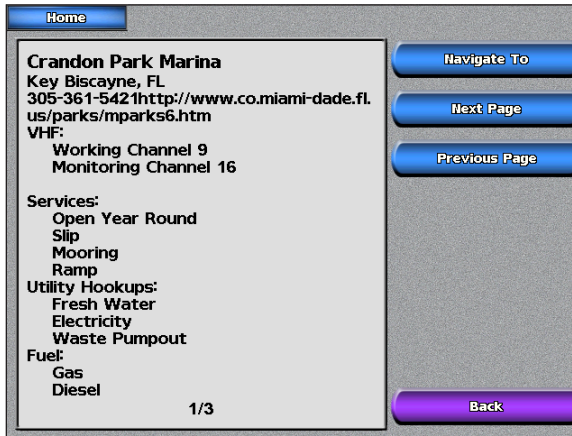 Home
Crandon Park Marina
Key Biscayne, FL
305-361-5421http://www.co.miami-dade.fl.
us/parks/mparks6.htm
VHF:
Working Channel 9
Monitoring Channel 16
Services:
Open Year Round
Slip
Mooring
Ramp
Utility Hookups:
Fresh Water
Electricity
Waste Pumpout
Fuel:
Gas
Diesel
1/3
Navigate To
Next Page
Previous Page
Back